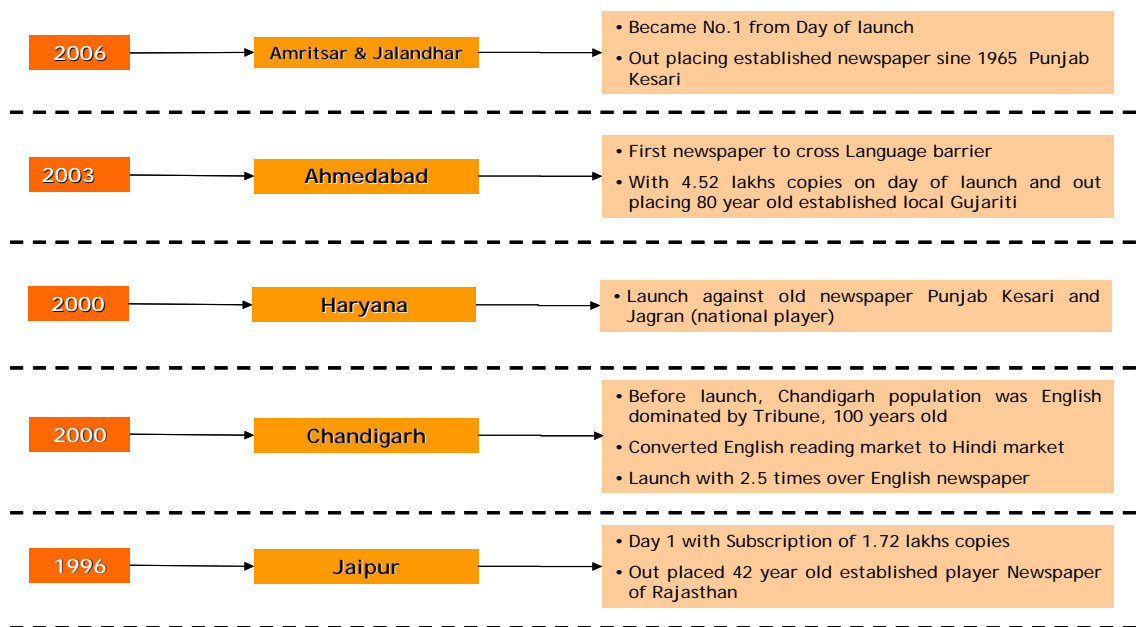 2006
Amritsar & Jalandhar
• Became No.1 from Day of launch
• Out placing established newspaper sine 1965 Punjab
Kesari
2003
Ahmedabad
• First newspaper to cross Language barrier
• With 4.52 lakhs copies on day of launch and out
placing 80 year old established local Gujariti
2000
Haryana
• Launch against old newspaper Punjab Kesari and
Jagran (national player)
2000
Chandigarh
• Before launch, Chandigarh population was English
dominated by Tribune, 100 years old
• Converted English reading market to Hindi market
• Launch with 2.5 times over English newspaper
1996
Jaipur
• Day 1 with Subscription of 1.72 lakhs copies
• Out placed 42 year old established player Newspaper
of Rajasthan